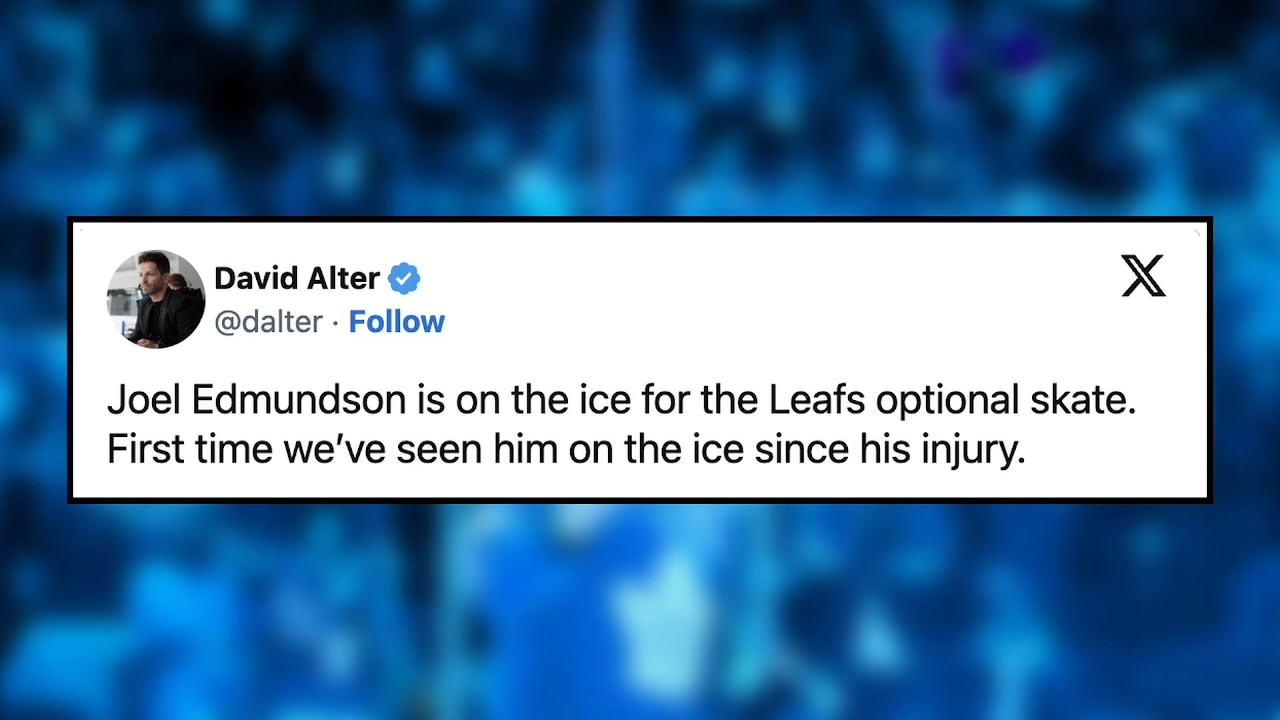 David Alter
@dalter · Follow
Joel Edmundson is on the ice for the Leafs optional skate.
First time we’ve seen him on the ice since his injury.